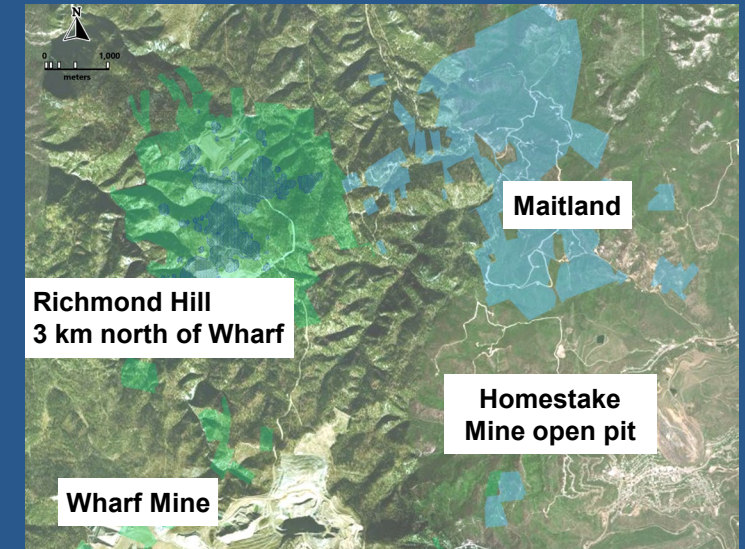 N
0 1,000
meters
Maitland
Richmond Hill
3 km north of Wharf
Homestake
Mine open pit
Wharf Mine